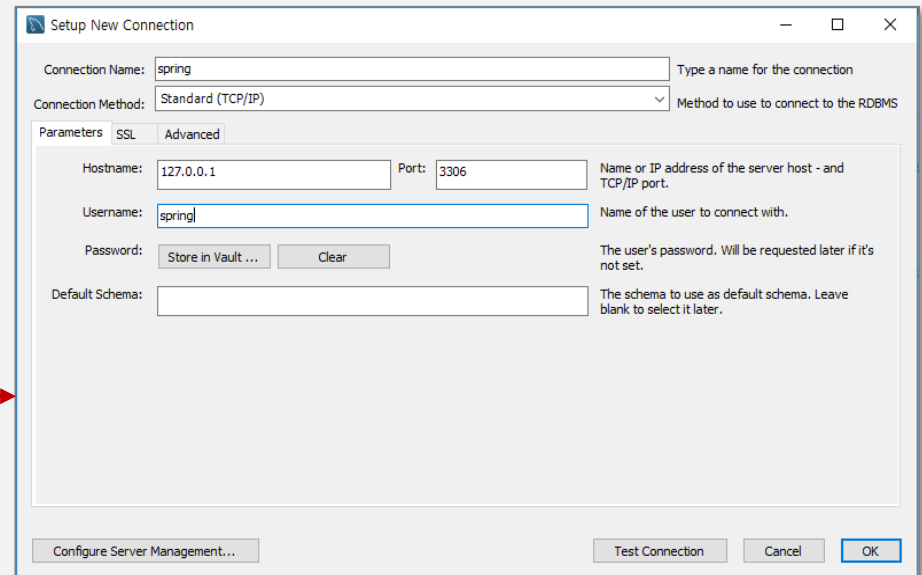 Setup New Connection
Connection Name: spring Type a name for the connection
Connection Method: Standard (TCP/IP) Method to use to connect to the RDBMS
Parameters SSL Advanced
Hostname: 127.0.0.1 Port: 3306 Name or IP address of the server host - and
TCP/IP port.
Username: spring Name of the user to connect with.
Password: Store in Vault ... Clear The user's password. Will be requested later if it's
not set.
Default Schema: The schema to use as default schema. Leave
blank to select it later.
Configure Server Management... Test Connection Cancel OK